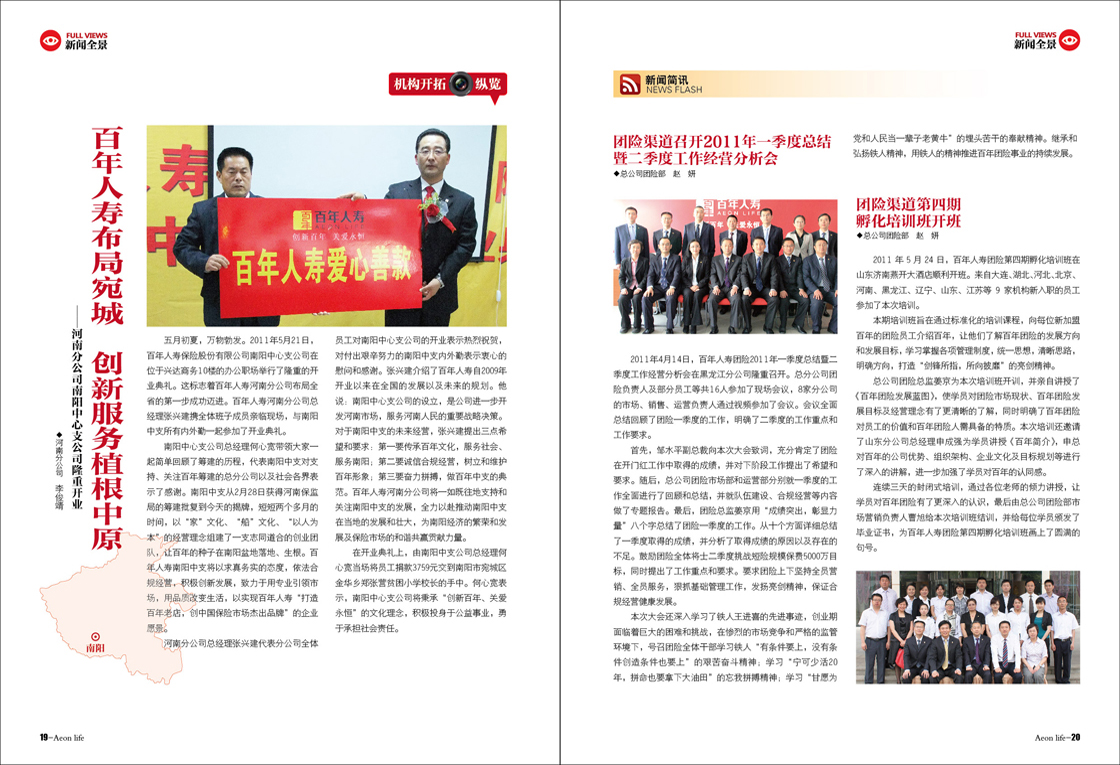 FULL VIEWS
新闻全景
机构开拓 纵览
百年人寿布局宛城 创新服务植根中原
——河南分公司南阳中心支公司隆重开业
◆河南分公司 李俊靖
寿
中
百年人寿
创新百年 关爱永恒
百年人寿爱心善款
五月初夏，万物勃发。2011年5月21日，
百年人寿保险股份有限公司南阳中心支公司在
位于兴达商务10楼的办公职场举行了隆重的开
业典礼。这标志着百年人寿河南分公司布局全
省的第一步成功迈进。百年人寿河南分公司总
经理张兴建携全体班子成员亲临现场，与南阳
中支所有内外勤一起参加了开业典礼。
南阳中心支公司总经理何心宽带领大家一
起简单回顾了筹建的历程，代表南阳中支对支
持、关注百年筹建的总分公司以及社会各界表
示了感谢。南阳中支从2月28日获得河南保监
局的筹建批复到今天的揭牌，短短两个多月的
时间，以“家”文化、“船”文化、“以人为
本”的经营理念组建了一支志同道合的创业团
队，让百年的种子在南阳盆地落地、生根。百
年人寿南阳中支将以求真务实的态度，依法合
规经营，积极创新发展，致力于用专业引领市
场，用品质改变生活，以实现百年人寿“打造
百年老店，创中国保险市场杰出品牌”的企业
愿景。
河南分公司总经理张兴建代表分公司全体
南阳
员工对南阳中心支公司的开业表示热烈祝贺，
对付出艰辛努力的南阳中支内外勤表示衷心的
慰问和感谢。张兴建介绍了百年人寿自2009年
开业以来在全国的发展以及未来的规划。他
说：南阳中心支公司的设立，是公司进一步开
发河南市场，服务河南人民的重要战略决策。
对于南阳中支的未来经营，张兴建提出三点希
望和要求：第一要传承百年文化，服务社会、
服务南阳；第二要诚信合规经营，树立和维护
百年形象；第三要奋力拼搏，做百年中支的典
范。百年人寿河南分公司将一如既往地支持和
关注南阳中支的发展，全力以赴推动南阳中支
在当地的发展和壮大，为南阳经济的繁荣和发
展及保险市场的和谐共赢贡献力量。
在开业典礼上，由南阳中支公司总经理何
心宽当场将员工捐款3759元交到南阳市宛城区
金华乡郑张营贫困小学校长的手中。何心宽表
示，南阳中心支公司将秉承“创新百年、关爱
永恒”的文化理念，积极投身于公益事业，勇
于承担社会责任。
19-Aeon life
FULL VIEWS
新闻全景
新闻简讯
NEWS FLASH
团险渠道召开2011年一季度总结
暨二季度工作经营分析会
◆总公司团险部 赵 妍
百年人寿
AEON LIFE
2011年4月14日，百年人寿团险2011年一季度总结暨二
季度工作经营分析会在黑龙江分公司隆重召开。总分公司团
险负责人及部分员工等共16人参加了现场会议，8家分公司
的市场、销售、运营负责人通过视频参加了会议。会议全面
总结回顾了团险一季度的工作，明确了二季度的工作重点和
工作要求。
首先，邹水平副总裁向本次大会致词，充分肯定了团险
在开门红工作中取得的成绩，并对下阶段工作提出了希望和
要求。随后，总公司团险市场部和运营部分别就一季度的工
作全面进行了回顾和总结，并就队伍建设、合规经营等内容
做了专题报告。最后，团险总监姜京用“成绩突出，彰显力
量”八个字总结了团险一季度的工作。从十个方面详细总结
了一季度取得的成绩，并分析了取得成绩的原因以及存在的
不足。鼓励团险全体将士二季度挑战短险规模保费5000万目
标，同时提出了工作重点和要求。要求团险上下坚持全员营
销、全员服务，狠抓基础管理工作，发扬亮剑精神，保证合
规经营健康发展。
本次大会还深入学习了铁人王进喜的先进事迹，创业期
面临着巨大的困难和挑战，在惨烈的市场竞争和严格的监管
环境下，号召团险全体干部学习铁人“有条件要上，没有条
件创造条件也要上”的艰苦奋斗精神；学习“宁可少活20
年，拼命也要拿下大油田”的忘我拼搏精神；学习“甘愿为
党和人民当一辈子老黄牛”的埋头苦干的奉献精神。继承和
弘扬铁人精神，用铁人的精神推进百年团险事业的持续发展。
团险渠道第四期
孵化培训班开班
◆总公司团险部 赵 妍
2011 年 5 月 24 日，百年人寿团险第四期孵化培训班在
山东济南燕开大酒店顺利开班。来自大连、湖北、河北、北京、
河南、黑龙江、辽宁、山东、江苏等 9 家机构新入职的员工
参加了本次培训。
本期培训班旨在通过标准化的培训课程，向每位新加盟
百年的团险员工介绍百年，让他们了解百年团险的发展方向
和发展目标，学习掌握各项管理制度，统一思想，清晰思路，
明确方向，打造“剑锋所指，所向披靡”的亮剑精神。
总公司团险总监姜京为本次培训班开训，并亲自讲授了
《百年团险发展蓝图》，使学员对团险市场现状、百年团险发
展目标及经营理念有了更清晰的了解，同时明确了百年团险
对员工的价值和百年团险人需具备的特质。本次培训还邀请
了山东分公司总经理申成强为学员讲授《百年简介》，申总
对百年的公司优势、组织架构、企业文化及目标规划等进行
了深入的讲解，进一步加强了学员对百年的认同感。
连续三天的封闭式培训，通过各位老师的倾力讲授，让
学员对百年团险有了更深入的认识，最后由总公司团险部市
场营销负责人曹旭给本次培训班结训，并给每位学员颁发了
毕业证书，为百年人寿团险第四期孵化培训班画上了圆满的
句号。
Aeon life-20